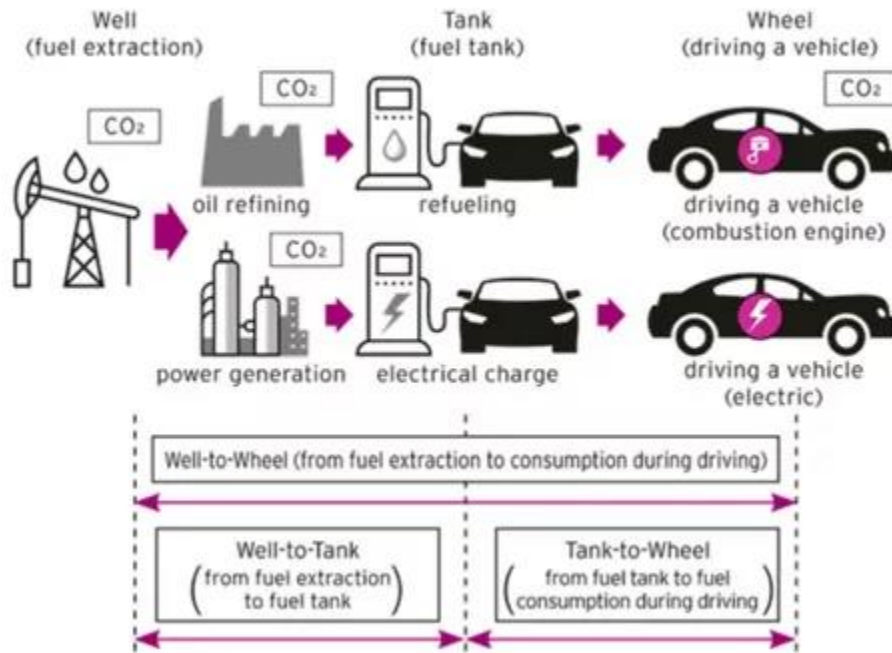 Well
(fuel extraction)
Tank
(fuel tank)
Wheel
(driving a vehicle)
CO₂
CO₂
CO₂
oil refining
refueling
driving a vehicle
(combustion engine)
CO₂
power generation
electrical charge
driving a vehicle
(electric)
Well-to-Wheel (from fuel extraction to consumption during driving)
Well-to-Tank
(from fuel extraction
to fuel tank)
Tank-to-Wheel
(from fuel tank to fuel
consumption during driving)